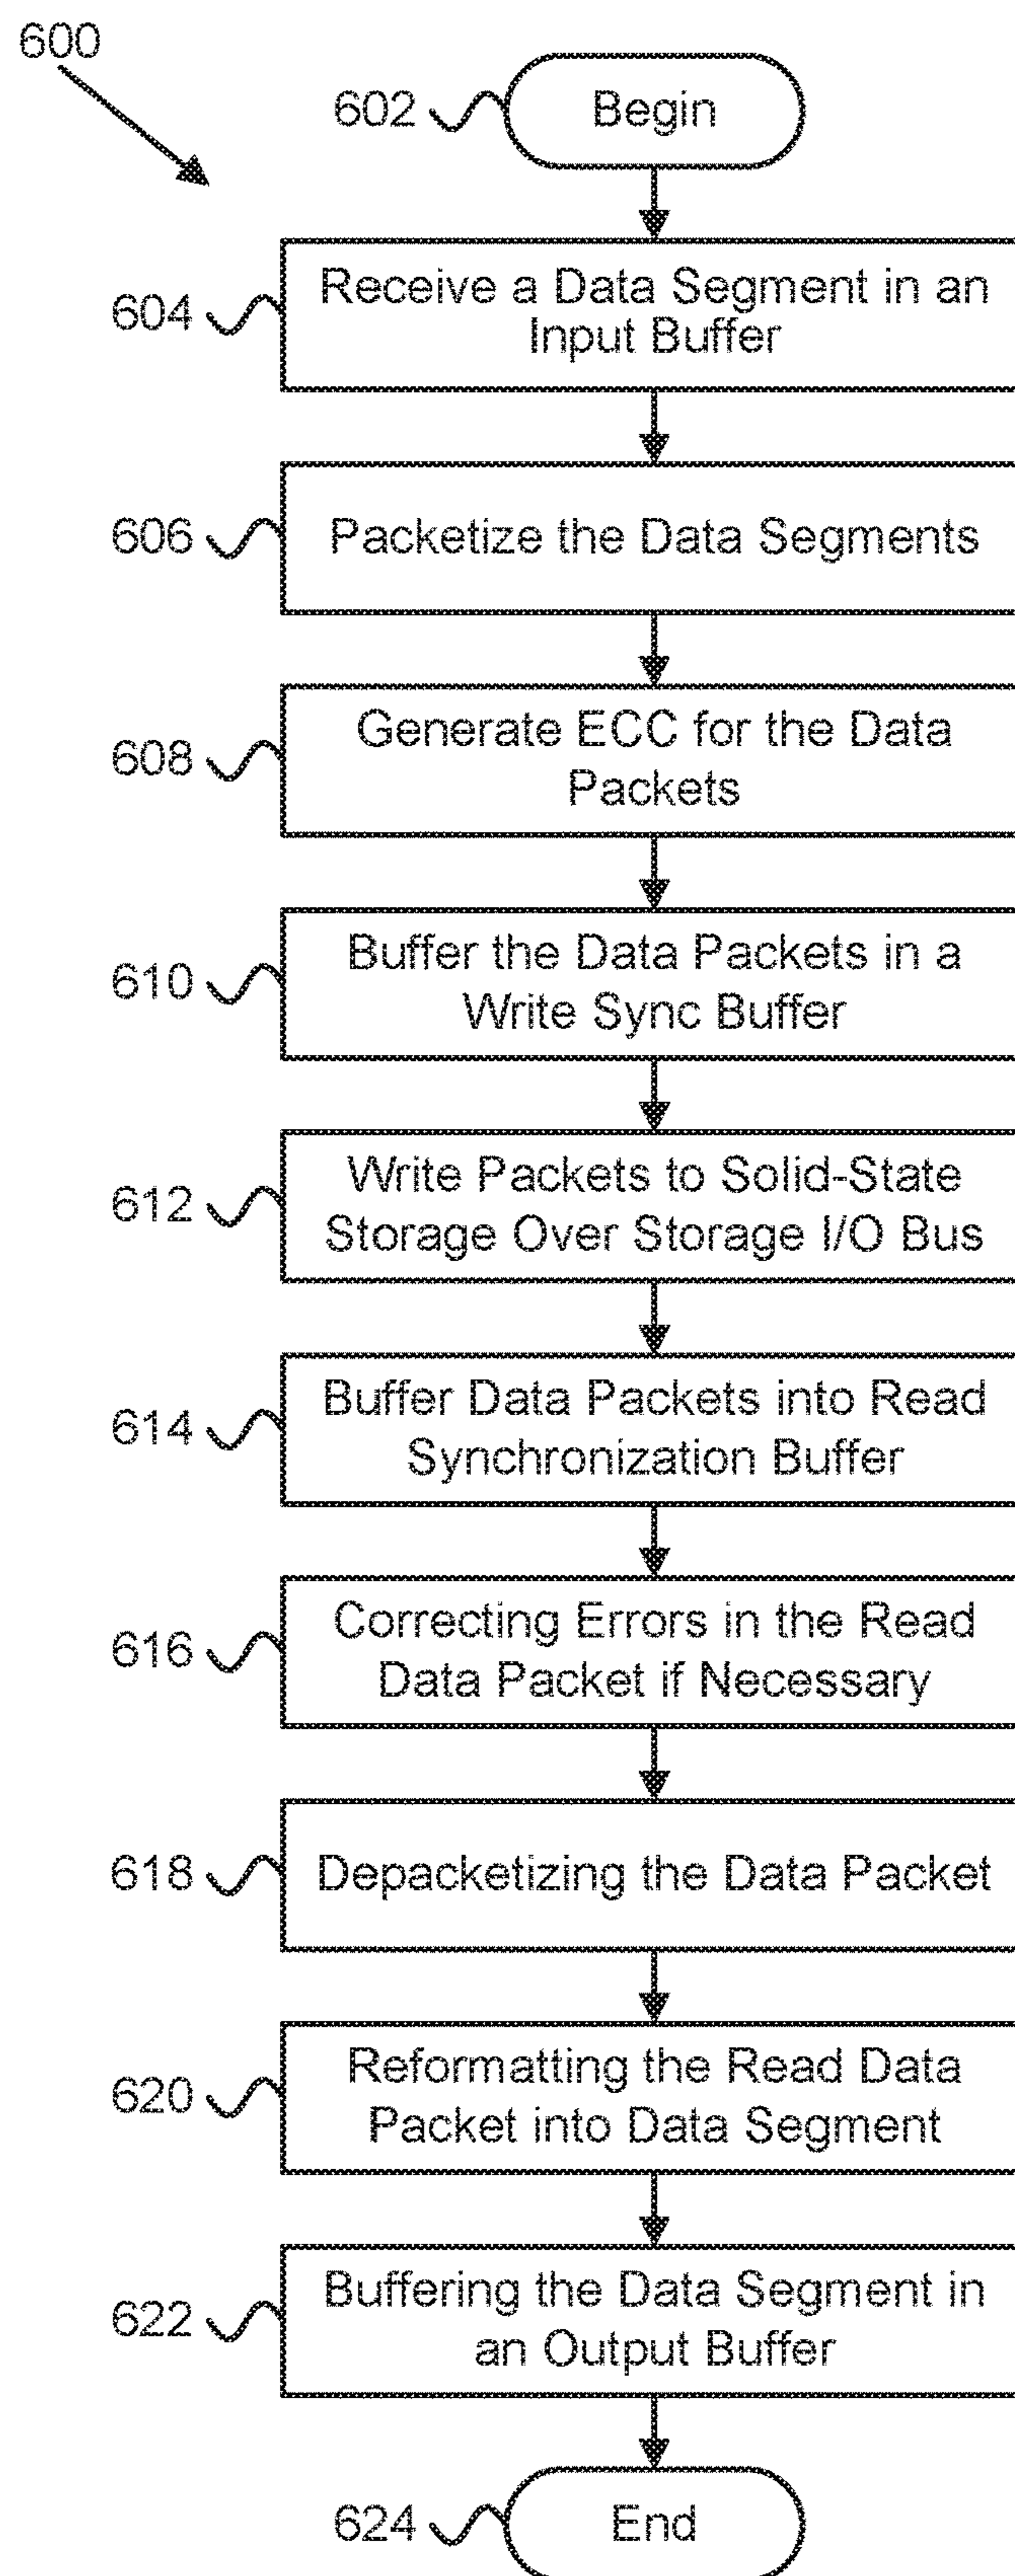 600
602
Begin
604
Receive a Data Segment in an
Input Buffer
606
Packetize the Data Segments
608
Generate ECC for the Data
Packets
610
Buffer the Data Packets in a
Write Sync Buffer
612
Write Packets to Solid-State
Storage Over Storage I/O Bus
614
Buffer Data Packets into Read
Synchronization Buffer
616
Correcting Errors in the Read
Data Packet if Necessary
618
Depacketizing the Data Packet
620
Reformatting the Read Data
Packet into Data Segment
622
Buffering the Data Segment in
an Output Buffer
624
End